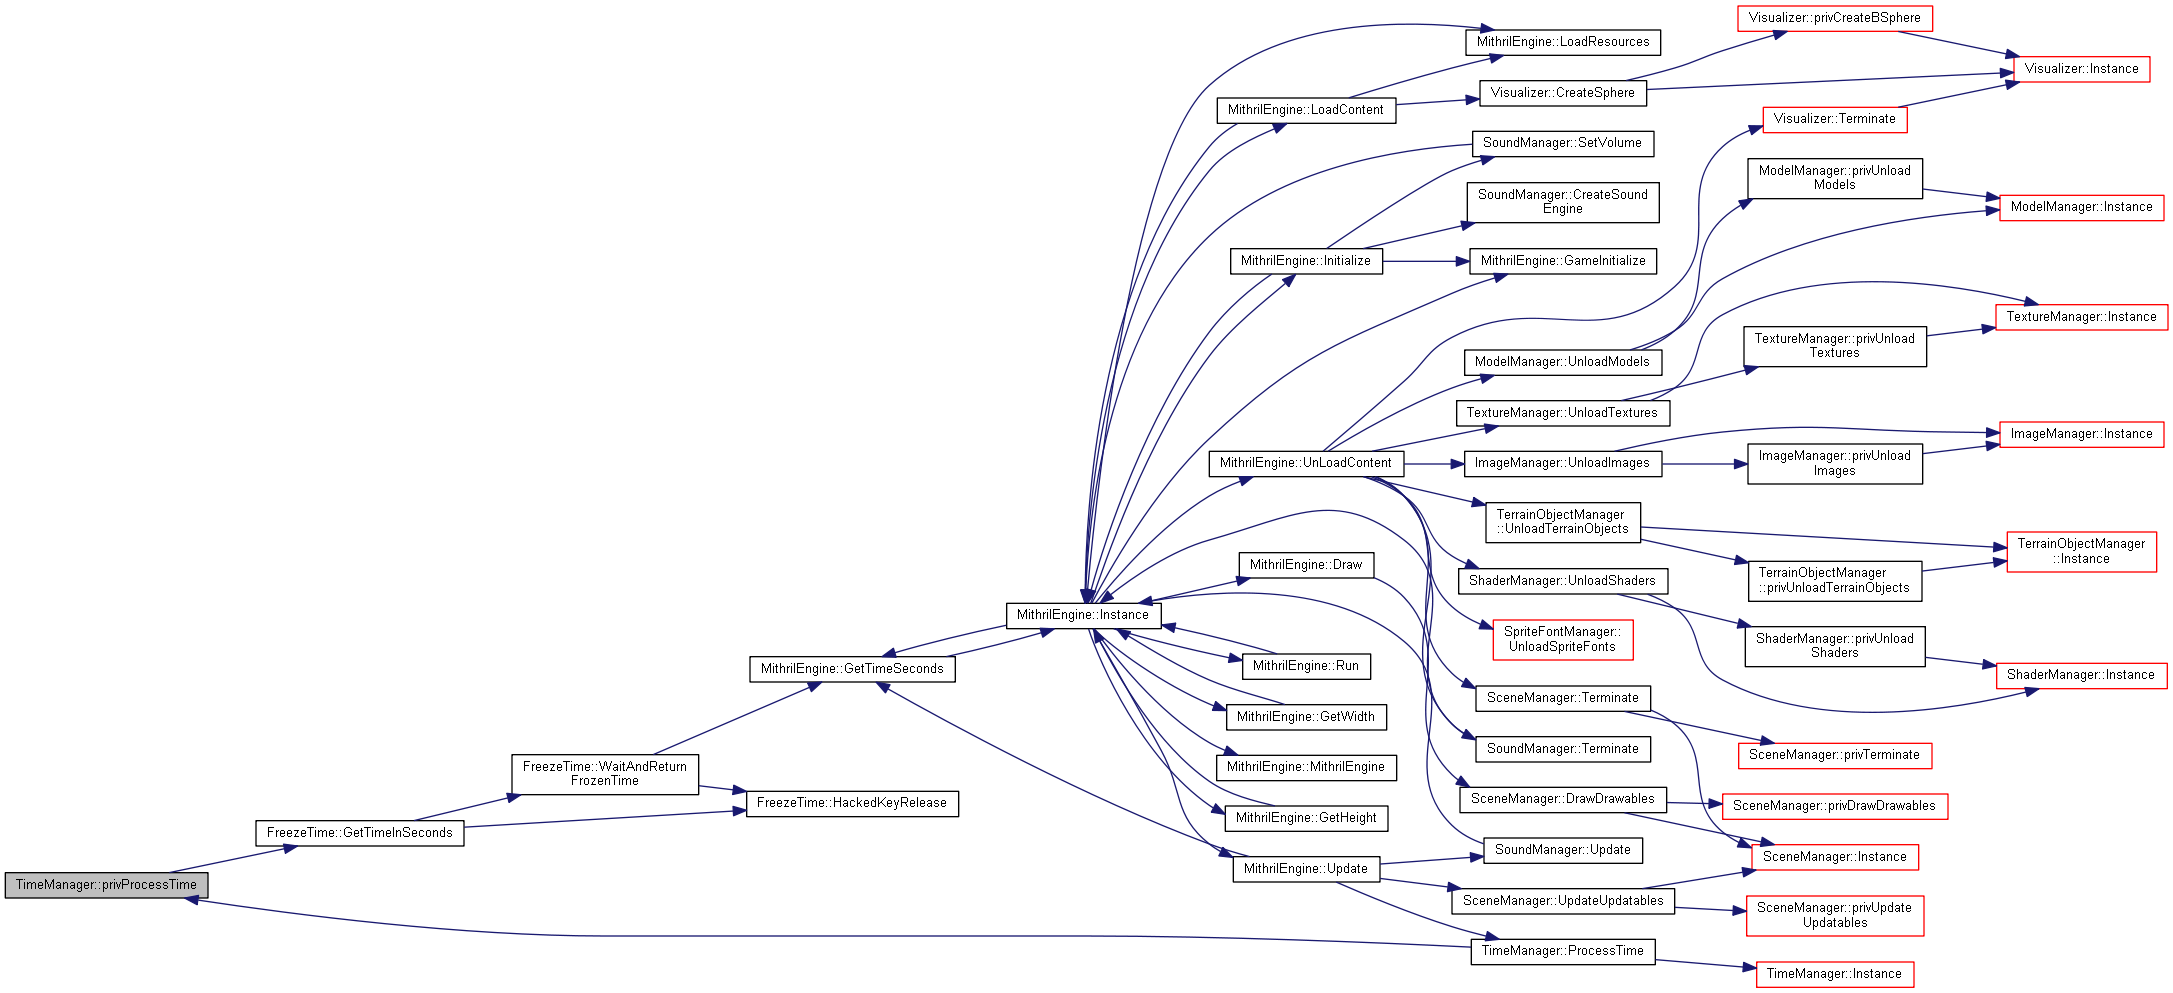 Visualizer::privCreateBSphere
MithrilEngine::LoadResources
Visualizer::Instance
Visualizer::CreateSphere
MithrilEngine::LoadContent
Visualizer::Terminate
SoundManager::SetVolume
ModelManager::privUnload
Models
SoundManager::CreateSound
Engine
ModelManager::Instance
MithrilEngine::Initialize
MithrilEngine::GameInitialize
TextureManager::Instance
TextureManager::privUnload
Textures
ModelManager::UnloadModels
TextureManager::UnloadTextures
ImageManager::Instance
MithrilEngine::UnLoadContent
ImageManager::UnloadImages
ImageManager::privUnload
Images
TerrainObjectManager
::UnloadTerrainObjects
TerrainObjectManager
::Instance
MithrilEngine::Draw
ShaderManager::UnloadShaders
TerrainObjectManager
::privUnloadTerrainObjects
MithrilEngine::Instance
SpriteFontManager::
UnloadSpriteFonts
ShaderManager::privUnload
Shaders
MithrilEngine::GetTimeSeconds
MithrilEngine::Run
ShaderManager::Instance
SceneManager::Terminate
MithrilEngine::GetWidth
SoundManager::Terminate
SceneManager::privTerminate
FreezeTime::WaitAndReturn
FrozenTime
MithrilEngine::MithrilEngine
FreezeTime::HackedKeyRelease
SceneManager::DrawDrawables
SceneManager::privDrawDrawables
MithrilEngine::GetHeight
FreezeTime::GetTimeInSeconds
SoundManager::Update
SceneManager::Instance
MithrilEngine::Update
TimeManager::privProcessTime
SceneManager::UpdateUpdatables
SceneManager::privUpdate
Updatables
TimeManager::ProcessTime
TimeManager::Instance